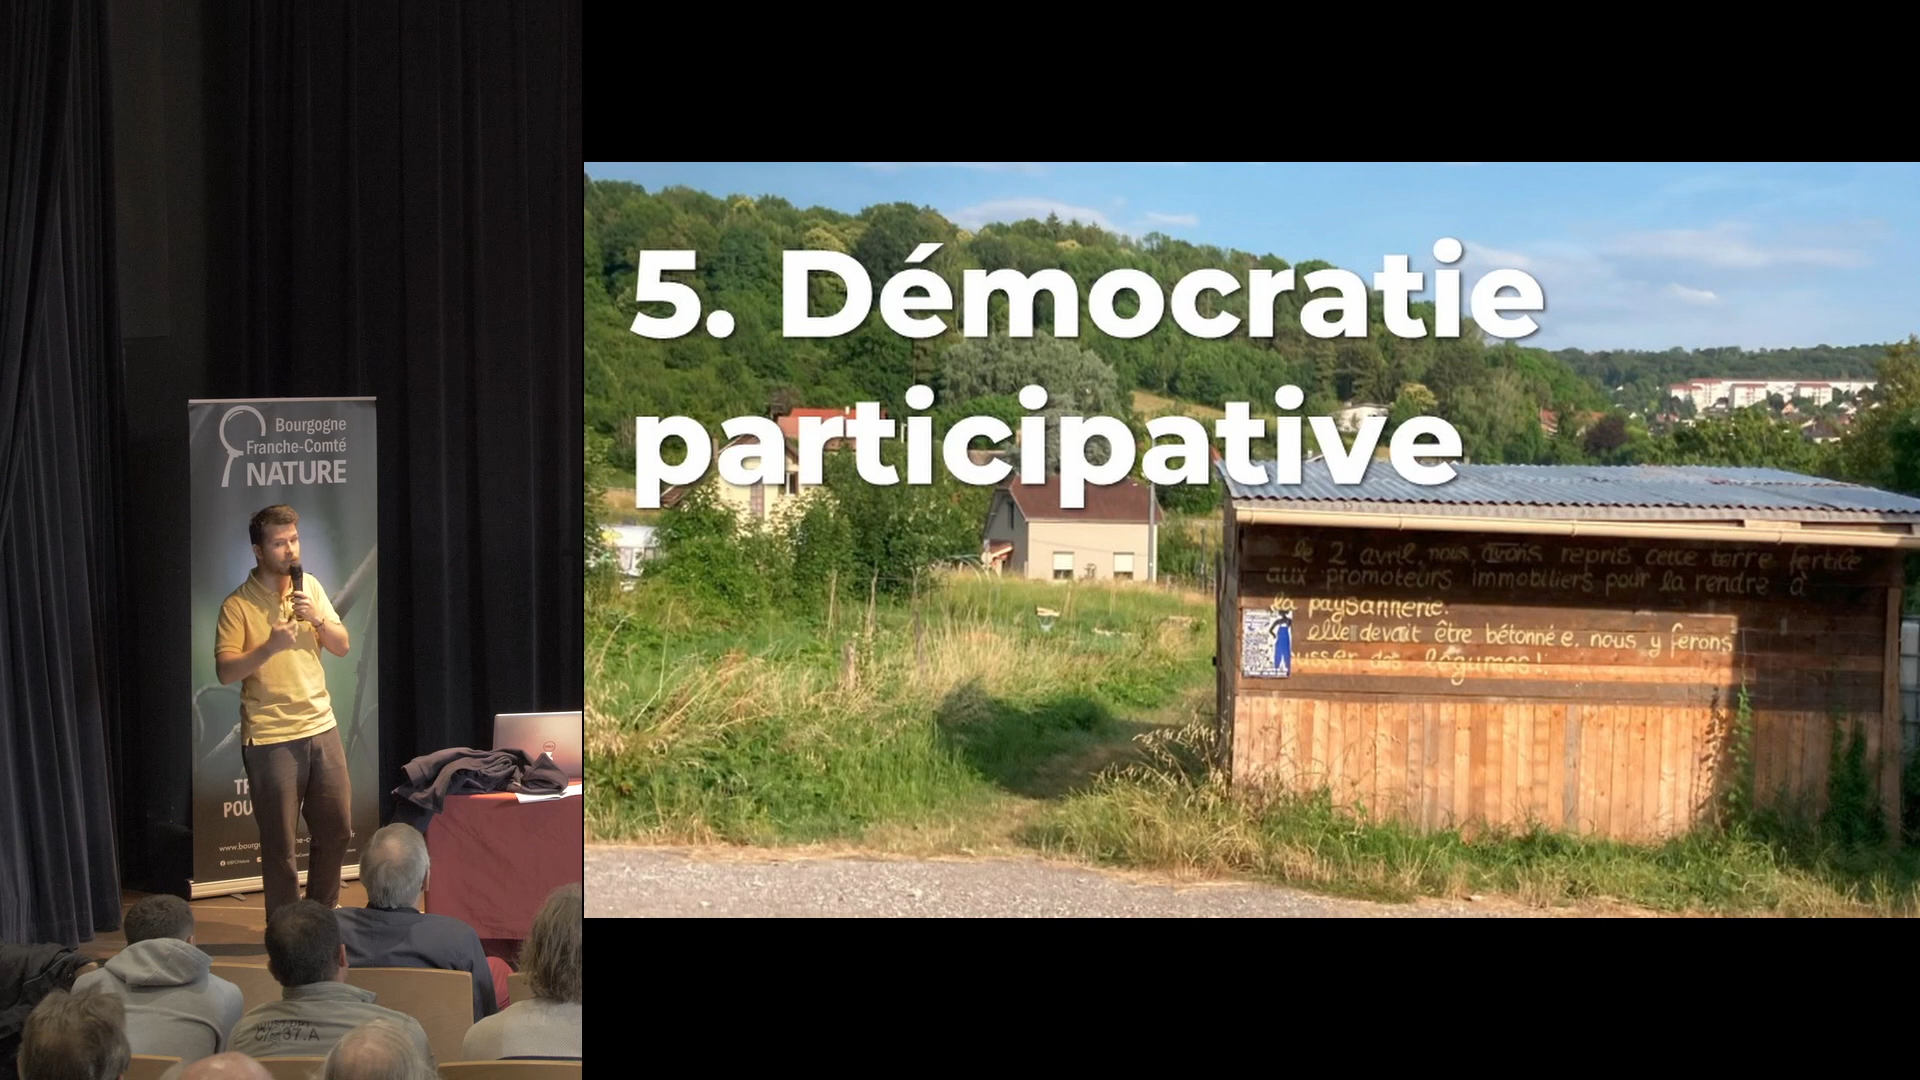 Bourgogne
Franche-Comté
NATURE
5. Démocratie
participative
le 2 avril, nous avons repris cette terre fertile
aux promoteurs immobiliers pour la rendre à
la paysannerie.
elle devait être bétonnée, nous y ferons
pousser des légumes!